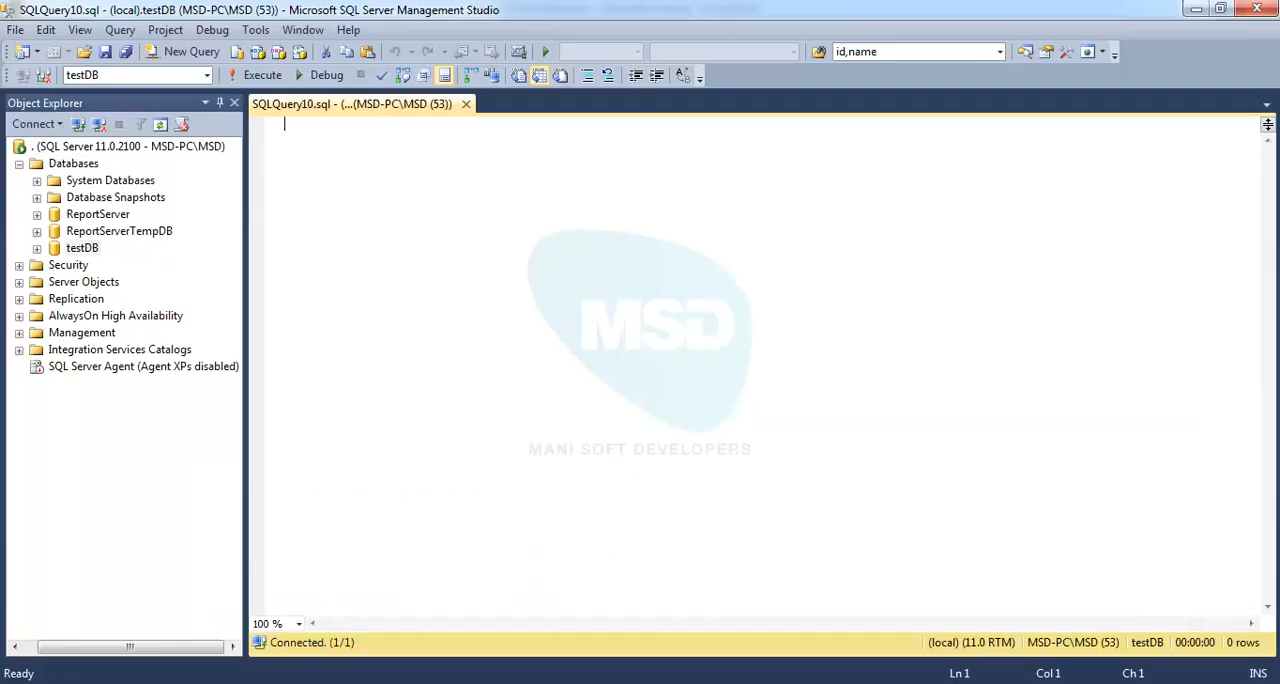 SQLQuery10.sql - (local).testDB (MSD-PC\MSD (53)) - Microsoft SQL Server Management Studio
File Edit View Query Project Debug Tools Window Help
New Query id,name
testDB Execute Debug
Object Explorer
SQLQuery10.sql - (...(MSD-PC\MSD (53))
Connect
. (SQL Server 11.0.2100 - MSD-PC\MSD)
Databases
System Databases
Database Snapshots
ReportServer
ReportServerTempDB
testDB
Security
Server Objects
Replication
AlwaysOn High Availability
Management
Integration Services Catalogs
SQL Server Agent (Agent XPs disabled)
MSD
MANI SOFT DEVELOPERS
100 %
Connected. (1/1) (local) (11.0 RTM) MSD-PC\MSD (53) testDB 00:00:00 0 rows
Ready Ln 1 Col 1 Ch 1 INS